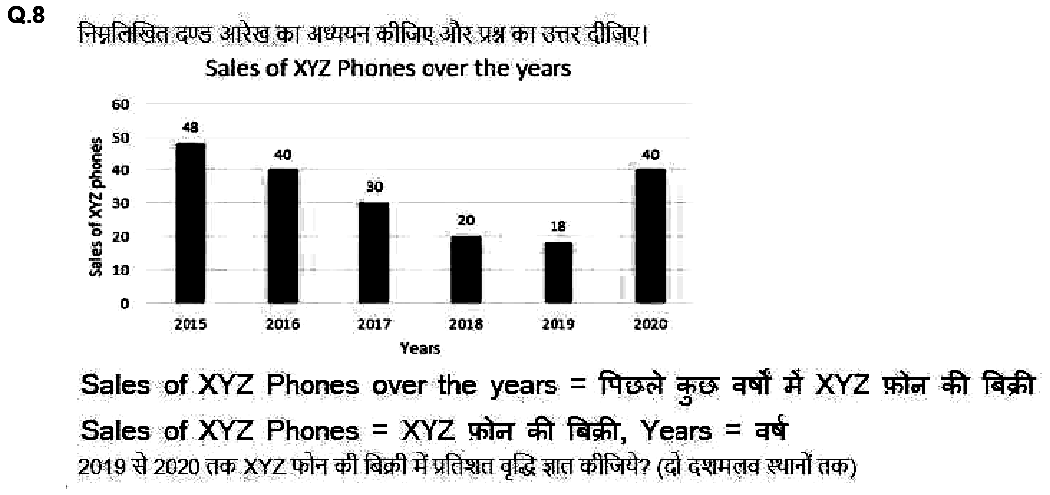 Q.8
निम्नलिखित दण्ड आरेख का अध्ययन कीजिए और प्रश्न का उत्तर दीजिए।
Sales of XYZ Phones over the years
60
50
40
30
20
10
0
Sales of XYZ phones
48
40
30
20
18
40
2015 2016 2017 2018 2019 2020
Years
Sales of XYZ Phones over the years = पिछले कुछ वर्षों में XYZ फ़ोन की बिक्री
Sales of XYZ Phones = XYZ फ़ोन की बिक्री, Years = वर्ष
2019 से 2020 तक XYZ फोन की बिक्री में प्रतिशत वृद्धि ज्ञात कीजिये? (दो दशमलव स्थानों तक)